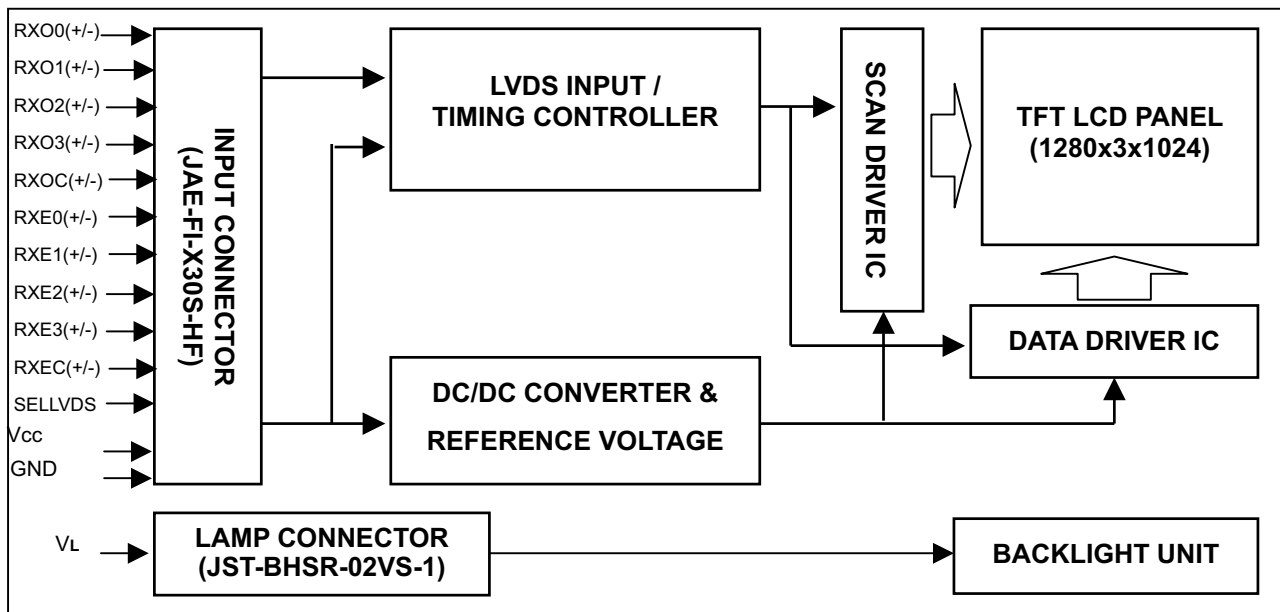 RXO0(+/-)
RXO1(+/-)
RXO2(+/-)
RXO3(+/-)
RXOC(+/-)
RXE0(+/-)
RXE1(+/-)
RXE2(+/-)
RXE3(+/-)
RXEC(+/-)
SELLVDS
Vcc
GND
INPUT CONNECTOR
(JAE-FI-X30S-HF)
LVDS INPUT /
TIMING CONTROLLER
SCAN DRIVER IC
TFT LCD PANEL
(1280x3x1024)
DATA DRIVER IC
DC/DC CONVERTER &
REFERENCE VOLTAGE
VL
LAMP CONNECTOR
(JST-BHSR-02VS-1)
BACKLIGHT UNIT